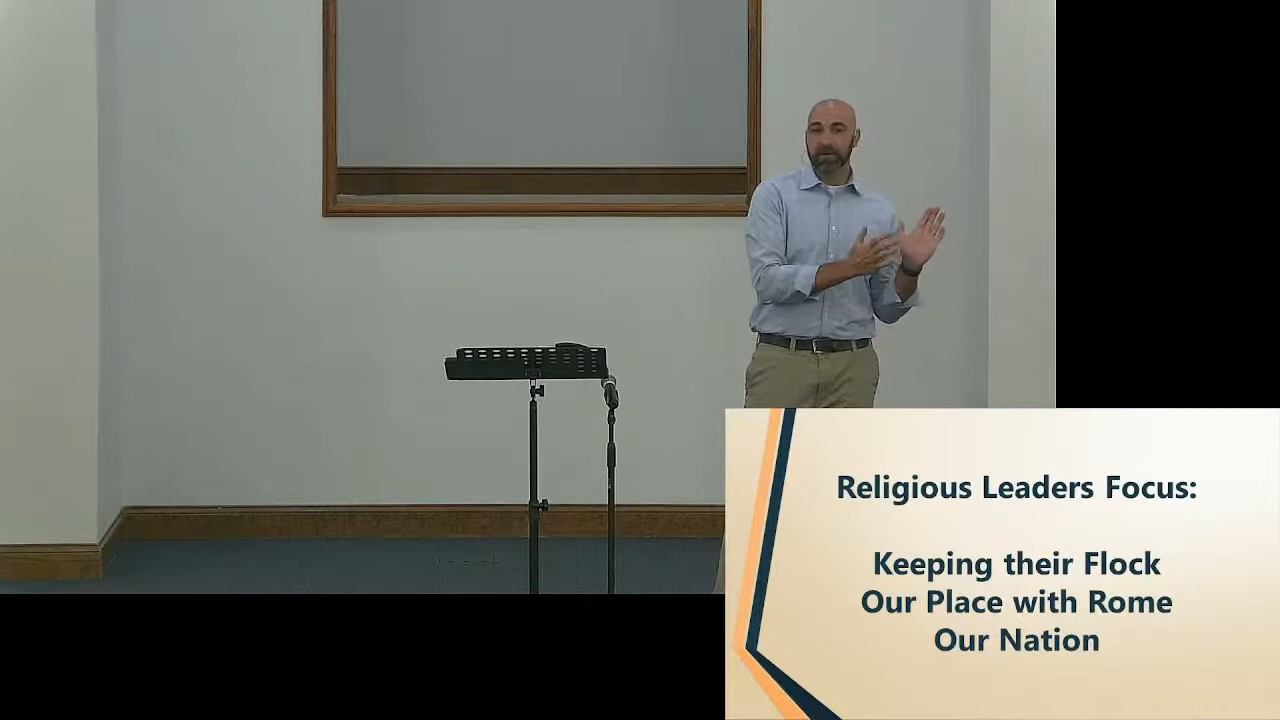 Religious Leaders Focus:
Keeping their Flock
Our Place with Rome
Our Nation